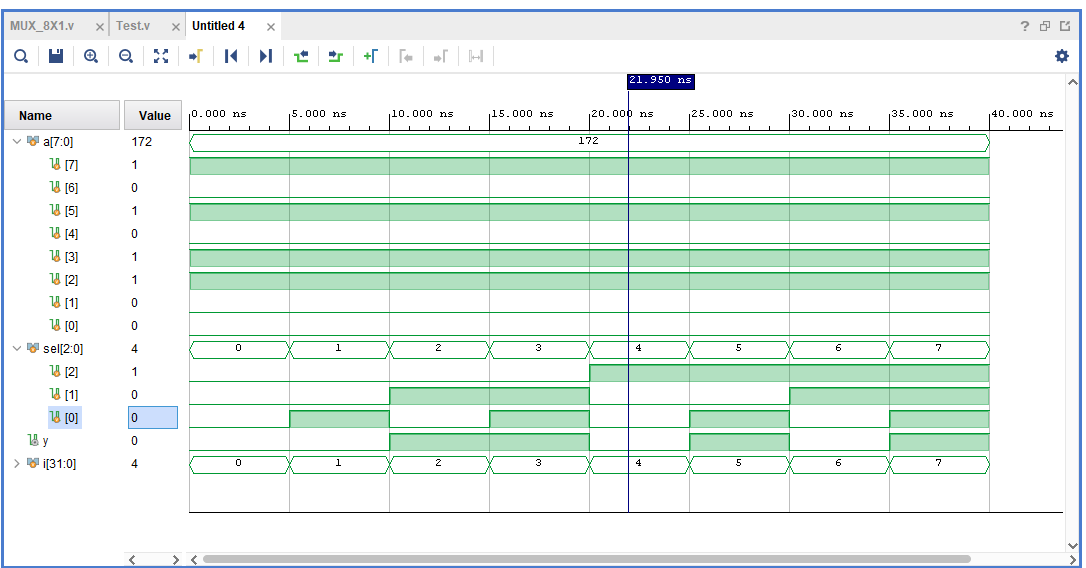 MUX_8X1.v × Test.v × Untitled 4 × ?
21.950 ns
Name Value 0.000 ns 5.000 ns 10.000 ns 15.000 ns 20.000 ns 25.000 ns 30.000 ns 35.000 ns 40.000 ns
a[7:0] 172 172
[7] 1
[6] 0
[5] 1
[4] 0
[3] 1
[2] 1
[1] 0
[0] 0
sel[2:0] 4 0 1 2 3 4 5 6 7
[2] 1
[1] 0
[0] 0
y 0
i[31:0] 4 0 1 2 3 4 5 6 7